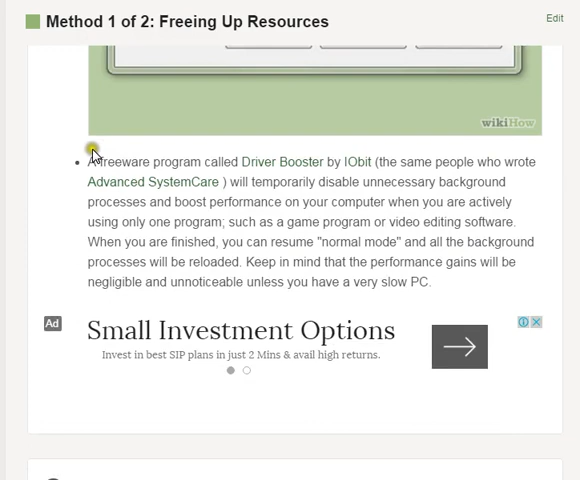 Method 1 of 2: Freeing Up Resources
Edit
wikiHow
A freeware program called Driver Booster by IObit (the same people who wrote
Advanced SystemCare ) will temporarily disable unnecessary background
processes and boost performance on your computer when you are actively
using only one program; such as a game program or video editing software.
When you are finished, you can resume "normal mode" and all the background
processes will be reloaded. Keep in mind that the performance gains will be
negligible and unnoticeable unless you have a very slow PC.
Ad
Small Investment Options
Invest in best SIP plans in just 2 Mins & avail high returns.